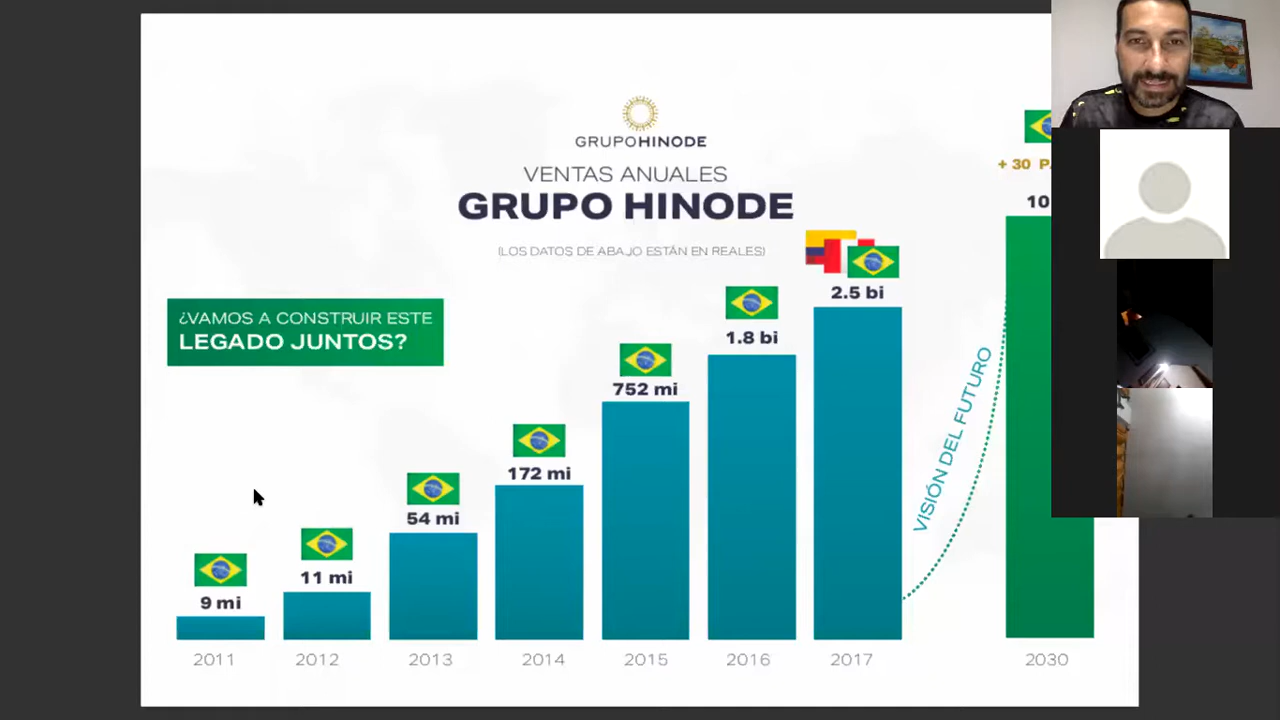 GRUPOHINODE
VENTAS ANUALES
GRUPO HINODE
(LOS DATOS DE ABAJO ESTÁN EN REALES)
¿VAMOS A CONSTRUIR ESTE
LEGADO JUNTOS?
9 mi
11 mi
54 mi
172 mi
752 mi
1.8 bi
2.5 bi
VISIÓN DEL FUTURO
+ 30
10
2011
2012
2013
2014
2015
2016
2017
2030